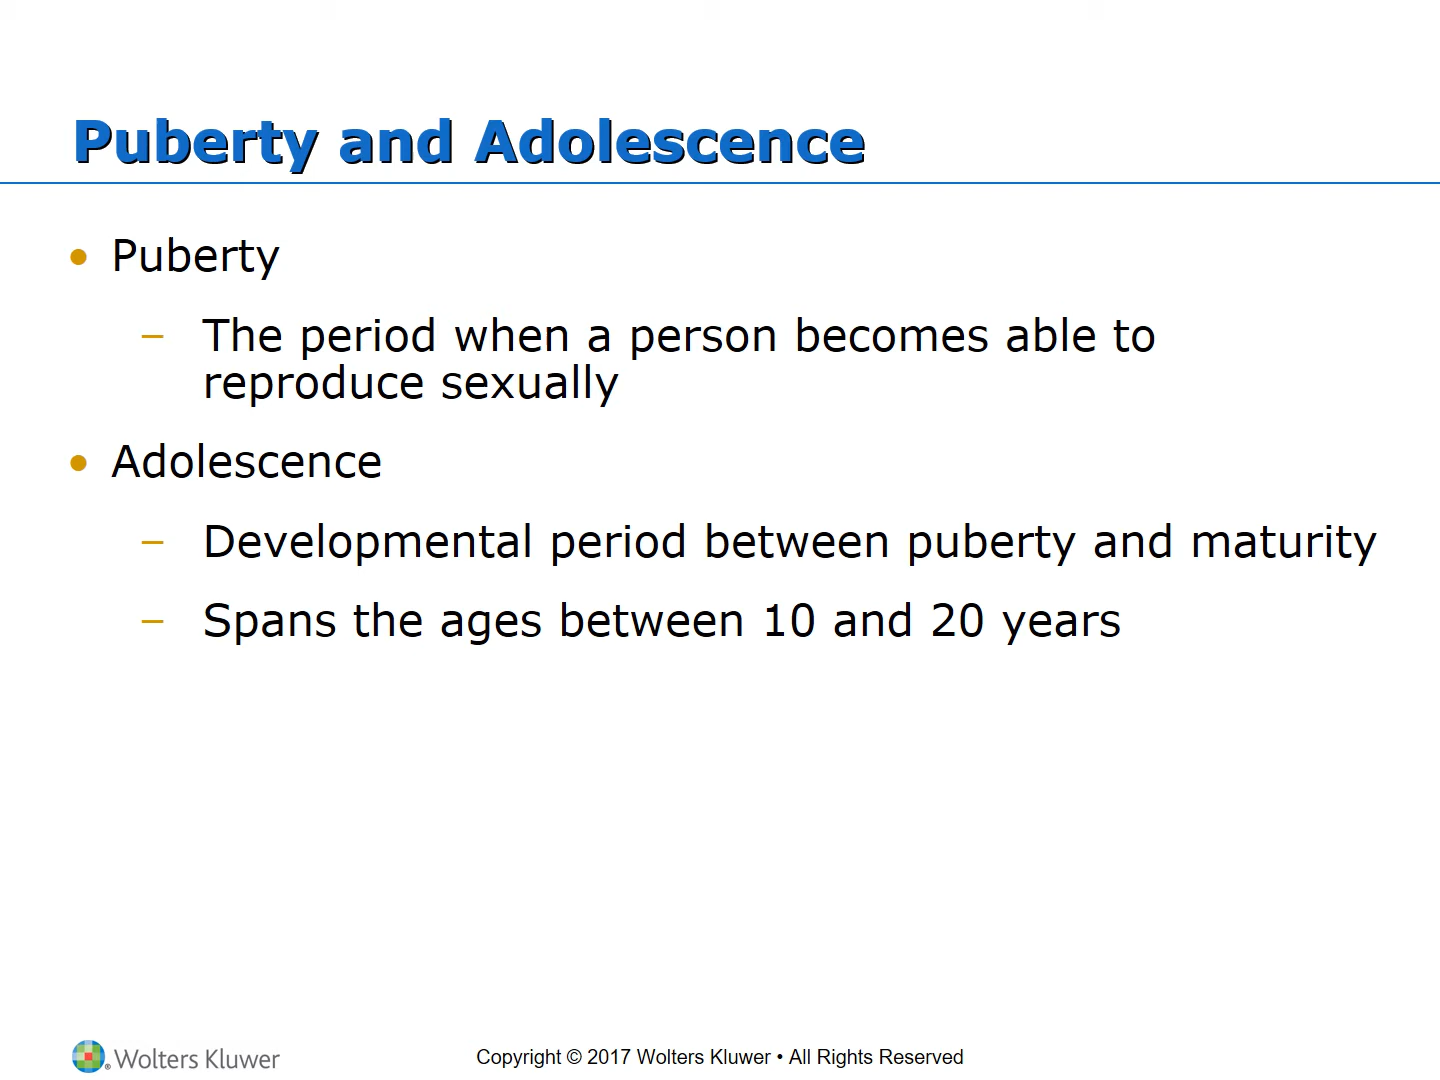 Puberty and Adolescence
• Puberty
– The period when a person becomes able to
reproduce sexually
• Adolescence
– Developmental period between puberty and maturity
– Spans the ages between 10 and 20 years
® Wolters Kluwer
Copyright © 2017 Wolters Kluwer • All Rights Reserved